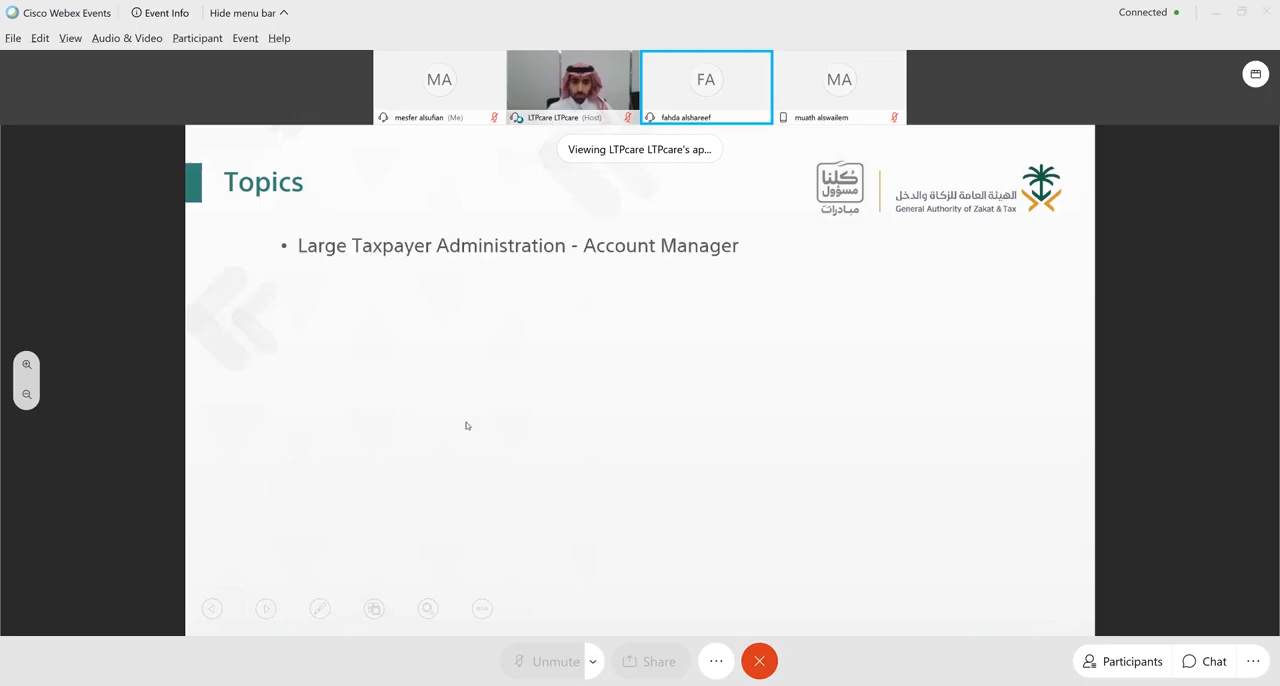 Cisco Webex Events
Event Info
Hide menu bar
Connected
File Edit View Audio & Video Participant Event Help
MA
FA
MA
mesfer alsufian (Me)
LTPcare LTPcare (Host)
fahda alshareef
muath alswailem
Viewing LTPcare LTPcare's ap...
Topics
كلنا
مسؤول
مبادرات
الهيئة العامة للزكاة والدخل
General Authority of Zakat & Tax
• Large Taxpayer Administration - Account Manager
Unmute
Share
Participants
Chat